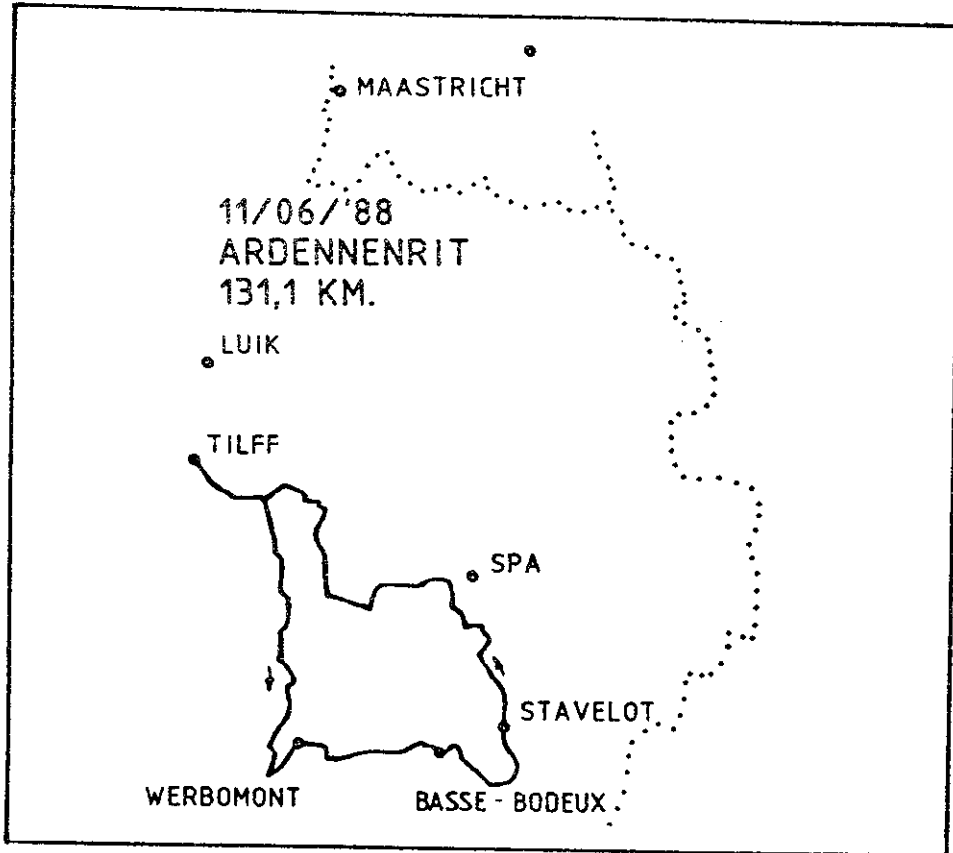 MAASTRICHT
11/06/'88
ARDENNENRIT
131,1 KM.
LUIK
TILFF
SPA
STAVELOT
WERBOMONT
BASSE-BODEUX